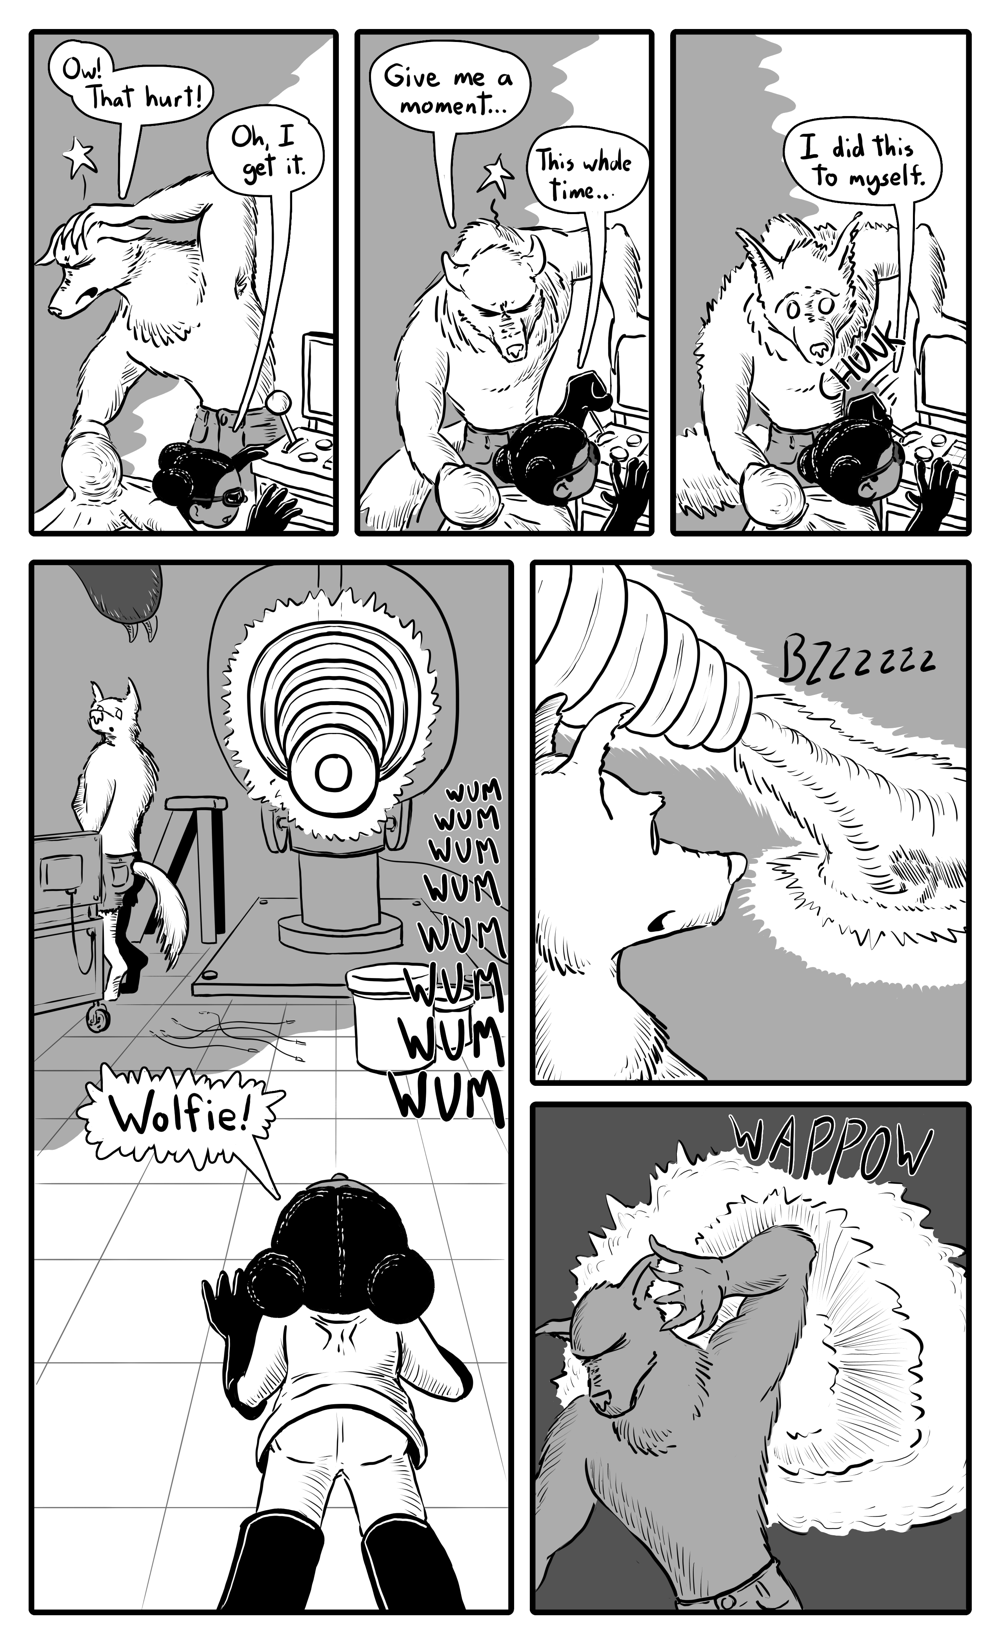 Ow!
That hurt!
Oh, I
get it.
Give me a
moment...
This whole
time...
I did this
to myself.
CHUNK
WUM
WUM
WUM
WUM
WUM
WUM
WUM
WUM
Wolfie!
BZZZZZZZ
WAPPOW